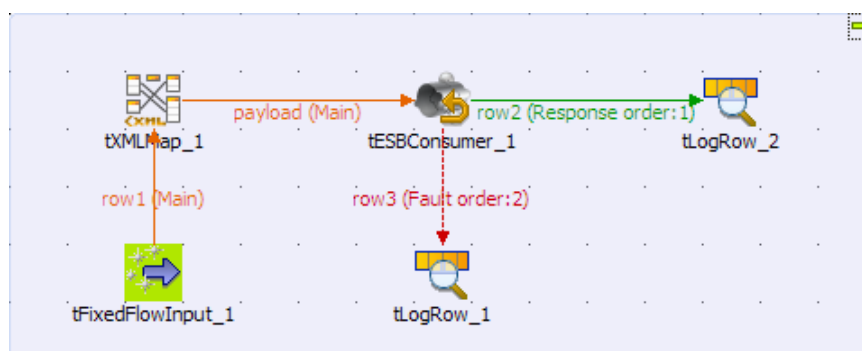 payload (Main)
row2 (Response order:1)
tXMLMap_1
tESBConsumer_1
tLogRow_2
row1 (Main)
row3 (Fault order:2)
tFixedFlowInput_1
tLogRow_1